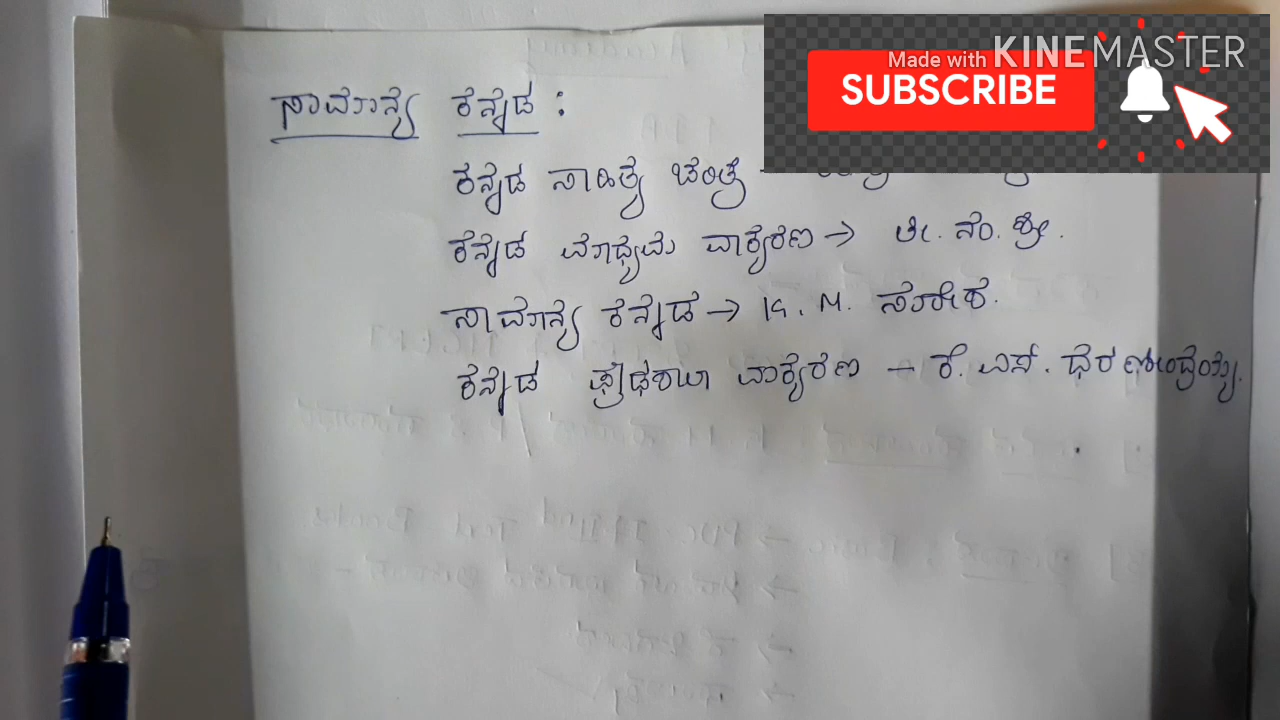 Made with KINEMASTER
SUBSCRIBE
ಸಾಮಾನ್ಯ ಕನ್ನಡ :
ಕನ್ನಡ ಸಾಹಿತ್ಯ ಚರಿತ್ರೆ -
ಕನ್ನಡ ಮಾಧ್ಯಮ ವ್ಯಾಕರಣ → ತೀ. ನಂ. ಶ್ರೀ.
ಸಾಮಾನ್ಯ ಕನ್ನಡ → K. M. ಸುರೇಶ.
ಕನ್ನಡ ಪ್ರೌಢಶಾಲಾ ವ್ಯಾಕರಣ - ಕೆ. ಎಸ್. ಧರಣೇಂದ್ರಯ್ಯ.